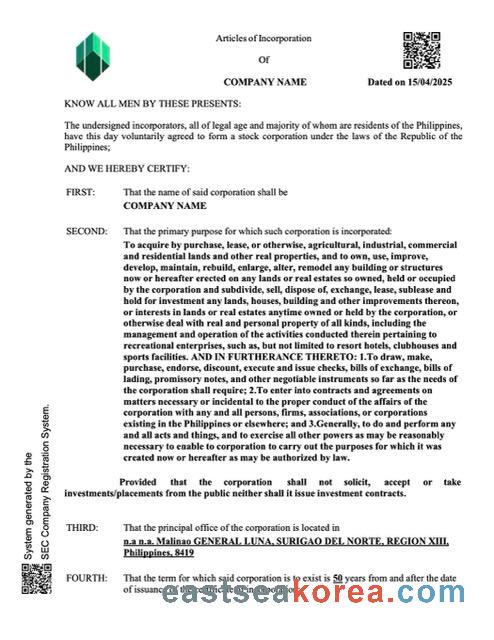 Articles of Incorporation
Of
COMPANY NAME
Dated on 15/04/2025
KNOW ALL MEN BY THESE PRESENTS:
The undersigned incorporators, all of legal age and majority of whom are residents of the Philippines,
have this day voluntarily agreed to form a stock corporation under the laws of the Republic of the
Philippines;
AND WE HEREBY CERTIFY:
FIRST: That the name of said corporation shall be
COMPANY NAME
SECOND: That the primary purpose for which such corporation is incorporated:
To acquire by purchase, lease, or otherwise, agricultural, industrial, commercial
and residential lands and other real properties, and to own, use, improve,
develop, maintain, rebuild, enlarge, alter, remodel any building or structures
now or hereafter erected on any lands or real estates so owned, held or occupied
by the corporation and subdivide, sell, dispose of, exchange, lease, sublease and
hold for investment any lands, houses, building and other improvements thereon,
or interests in lands or real estates anytime owned or held by the corporation, or
otherwise deal with real and personal property of all kinds, including the
management and operation of the activities conducted therein pertaining to
recreational enterprises, such as, but not limited to resort hotels, clubhouses and
sports facilities. AND IN FURTHERANCE THERETO: 1.To draw, make,
purchase, endorse, discount, execute and issue checks, bills of exchange, bills of
lading, promissory notes, and other negotiable instruments so far as the needs of
the corporation shall require; 2.To enter into contracts and agreements on
matters necessary or incidental to the proper conduct of the affairs of the
corporation with any and all persons, firms, associations, or corporations
existing in the Philippines or elsewhere; and 3.Generally, to do and perform any
and all acts and things, and to exercise all other powers as may be reasonably
necessary to enable to corporation to carry out the purposes for which it was
created now or hereafter as may be authorized by law.
Provided that the corporation shall not solicit, accept or take
investments/placements from the public neither shall it issue investment contracts.
THIRD: That the principal office of the corporation is located in
n.a n.a. Malinao GENERAL LUNA, SURIGAO DEL NORTE, REGION XIII,
Philippines, 8419
FOURTH: That the term for which said corporation is to exist is 50 years from and after the date
of issuance of the certificate of incorporation.
System generated by the
SEC Company Registration System.
eastseakorea.com